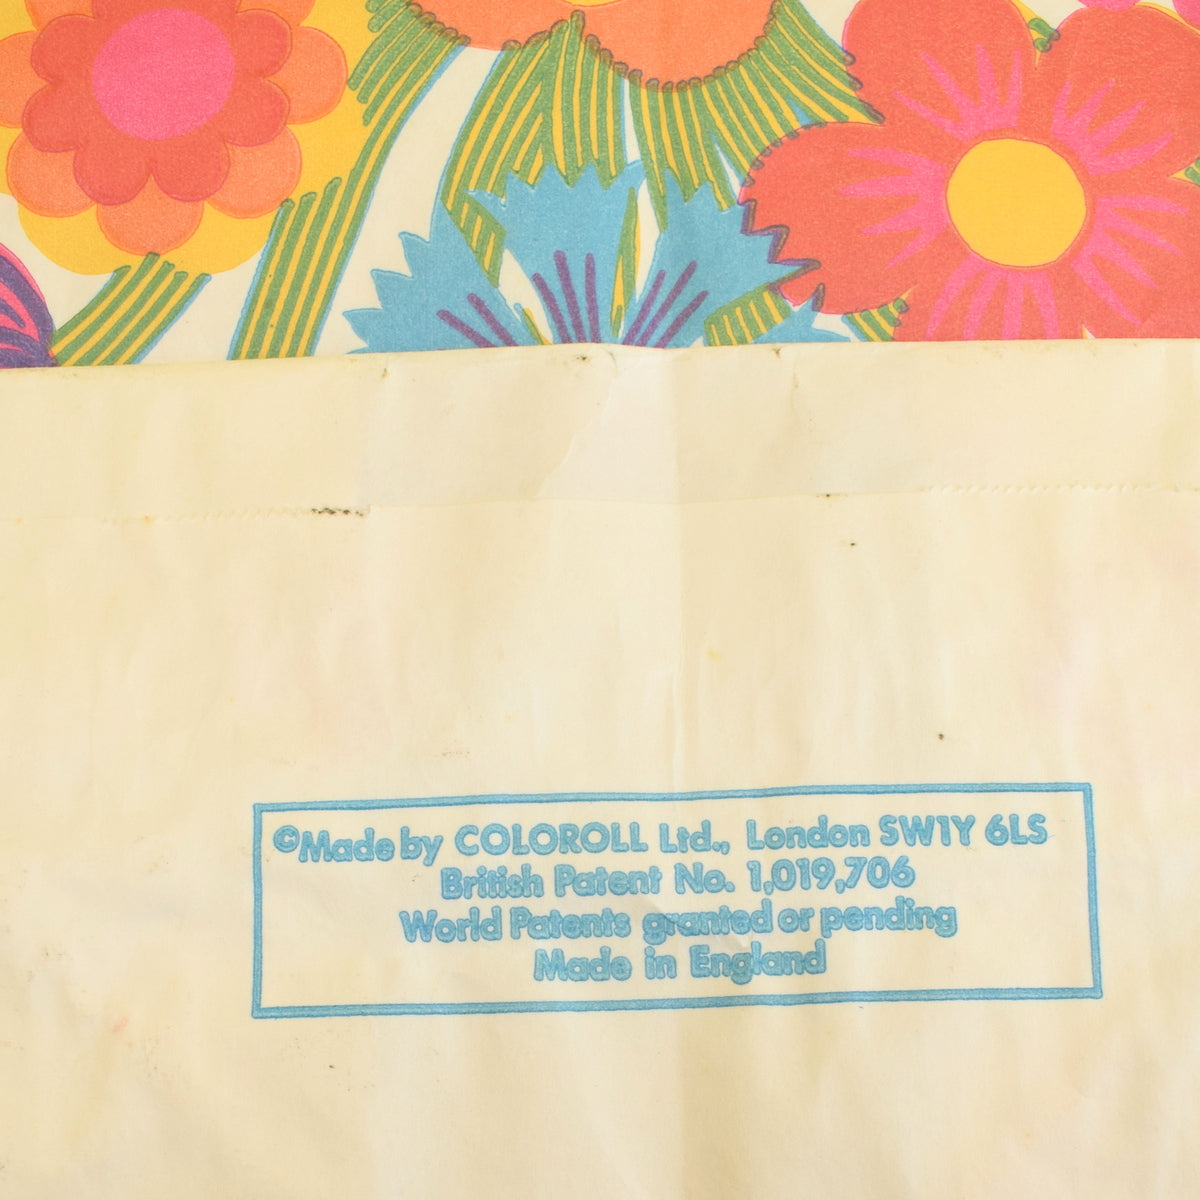 ©Made by COLOROLL Ltd., London SW1Y 6LS
British Patent No. 1,019,706
World Patents granted or pending
Made in England